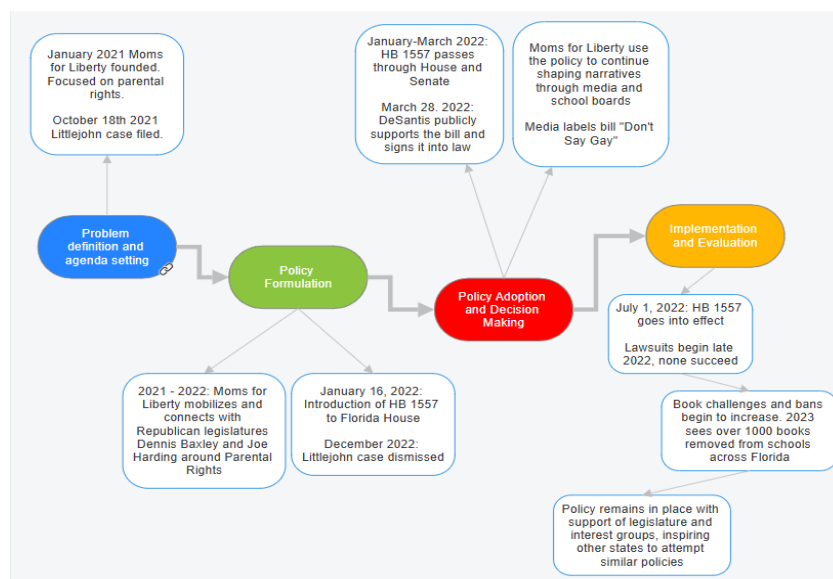 January 2021 Moms
for Liberty founded.
Focused on parental
rights.
October 18th 2021
Littlejohn case filed.
January-March 2022:
HB 1557 passes
through House and
Senate
March 28. 2022:
DeSantis publicly
supports the bill and
signs it into law
Moms for Liberty use
the policy to continue
shaping narratives
through media and
school boards
Media labels bill "Don't
Say Gay"
Problem
definition and
agenda setting
Policy
Formulation
Policy Adoption
and Decision
Making
Implementation
and Evaluation
2021 - 2022: Moms for
Liberty mobilizes and
connects with
Republican legislatures
Dennis Baxley and Joe
Harding around Parental
Rights
January 16, 2022:
Introduction of HB 1557
to Florida House
December 2022:
Littlejohn case dismissed
July 1, 2022: HB 1557
goes into effect
Lawsuits begin late
2022, none succeed
Book challenges and bans
begin to increase. 2023
sees over 1000 books
removed from schools
across Florida
Policy remains in place with
support of legislature and
interest groups, inspiring
other states to attempt
similar policies